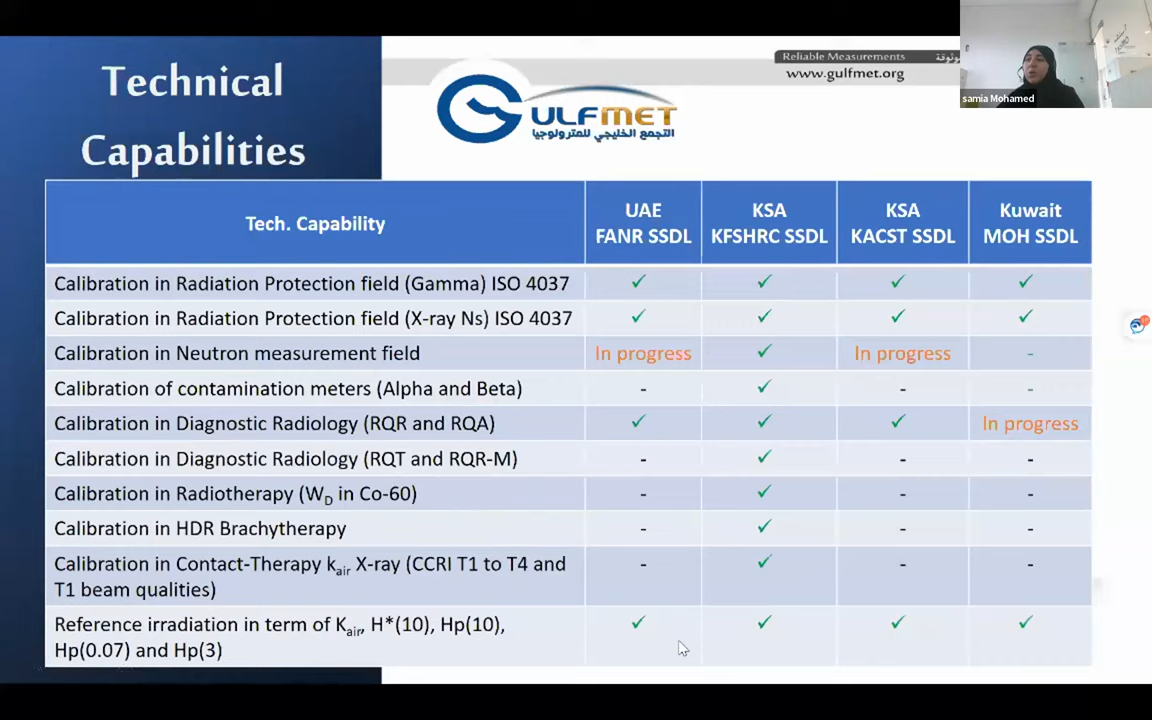 Technical
Capabilities
Reliable Measurements
www.gulfmet.org
GULFMET
التجمع الخليجي للمترولوجيا
samia Mohamed
Tech. Capability
UAE
FANR SSDL
KSA
KFSHRC SSDL
KSA
KACST SSDL
Kuwait
MOH SSDL
Calibration in Radiation Protection field (Gamma) ISO 4037 ✓ ✓ ✓ ✓
Calibration in Radiation Protection field (X-ray Ns) ISO 4037 ✓ ✓ ✓ ✓
Calibration in Neutron measurement field In progress ✓ In progress -
Calibration of contamination meters (Alpha and Beta) - ✓ - -
Calibration in Diagnostic Radiology (RQR and RQA) ✓ ✓ ✓ In progress
Calibration in Diagnostic Radiology (RQT and RQR-M) - ✓ - -
Calibration in Radiotherapy (W_D in Co-60) - ✓ - -
Calibration in HDR Brachytherapy - ✓ - -
Calibration in Contact-Therapy k_air X-ray (CCRI T1 to T4 and
T1 beam qualities) - ✓ - -
Reference irradiation in term of K_air, H*(10), Hp(10),
Hp(0.07) and Hp(3) ✓ ✓ ✓ ✓